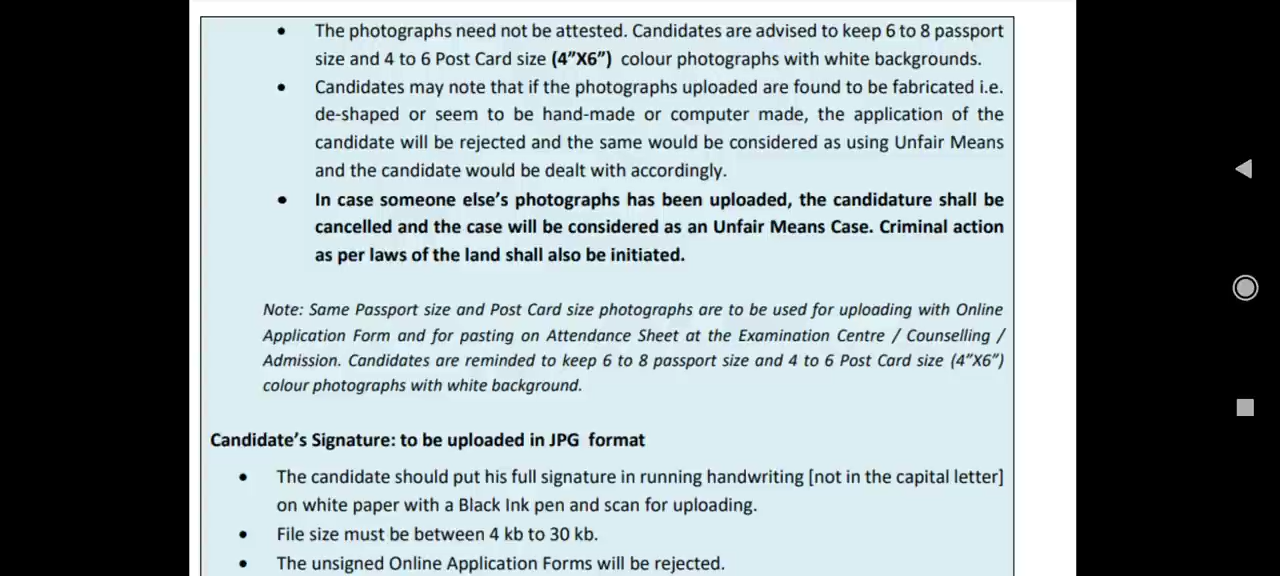 • The photographs need not be attested. Candidates are advised to keep 6 to 8 passport
size and 4 to 6 Post Card size (4”X6”) colour photographs with white backgrounds.
• Candidates may note that if the photographs uploaded are found to be fabricated i.e.
de-shaped or seem to be hand-made or computer made, the application of the
candidate will be rejected and the same would be considered as using Unfair Means
and the candidate would be dealt with accordingly.
• In case someone else’s photographs has been uploaded, the candidature shall be
cancelled and the case will be considered as an Unfair Means Case. Criminal action
as per laws of the land shall also be initiated.
Note: Same Passport size and Post Card size photographs are to be used for uploading with Online
Application Form and for pasting on Attendance Sheet at the Examination Centre / Counselling /
Admission. Candidates are reminded to keep 6 to 8 passport size and 4 to 6 Post Card size (4”X6”)
colour photographs with white background.
Candidate’s Signature: to be uploaded in JPG format
• The candidate should put his full signature in running handwriting [not in the capital letter]
on white paper with a Black Ink pen and scan for uploading.
• File size must be between 4 kb to 30 kb.
• The unsigned Online Application Forms will be rejected.